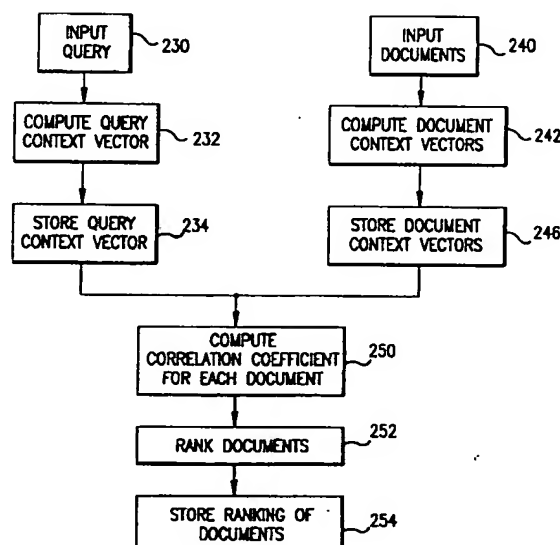 INPUT
QUERY
230
COMPUTE QUERY
CONTEXT VECTOR
232
STORE QUERY
CONTEXT VECTOR
234
INPUT
DOCUMENTS
240
COMPUTE DOCUMENT
CONTEXT VECTORS
242
STORE DOCUMENT
CONTEXT VECTORS
246
COMPUTE
CORRELATION COEFFICIENT
FOR EACH DOCUMENT
250
RANK DOCUMENTS
252
STORE RANKING OF
DOCUMENTS
254